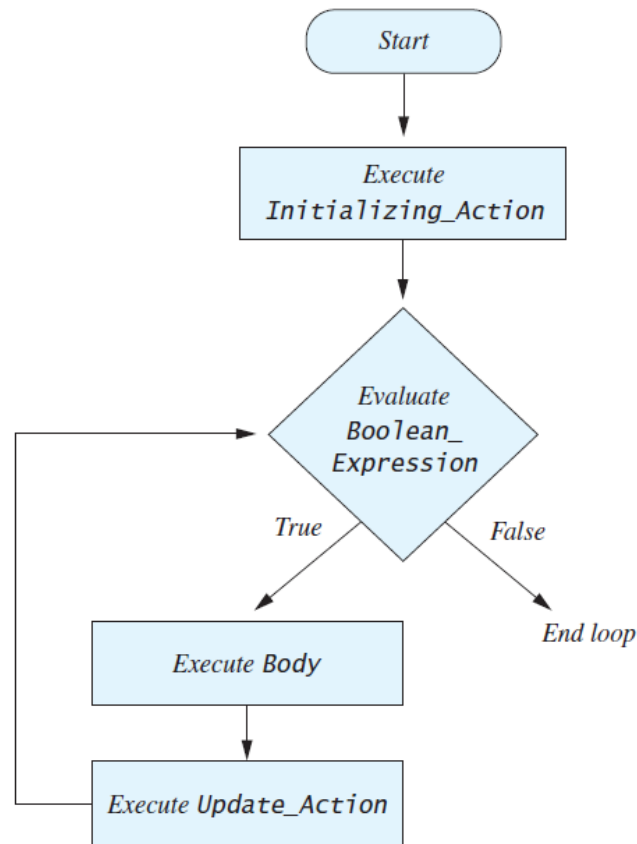 Start
Execute
Initializing_Action
Evaluate
Boolean_
Expression
True
False
End loop
Execute Body
Execute Update_Action